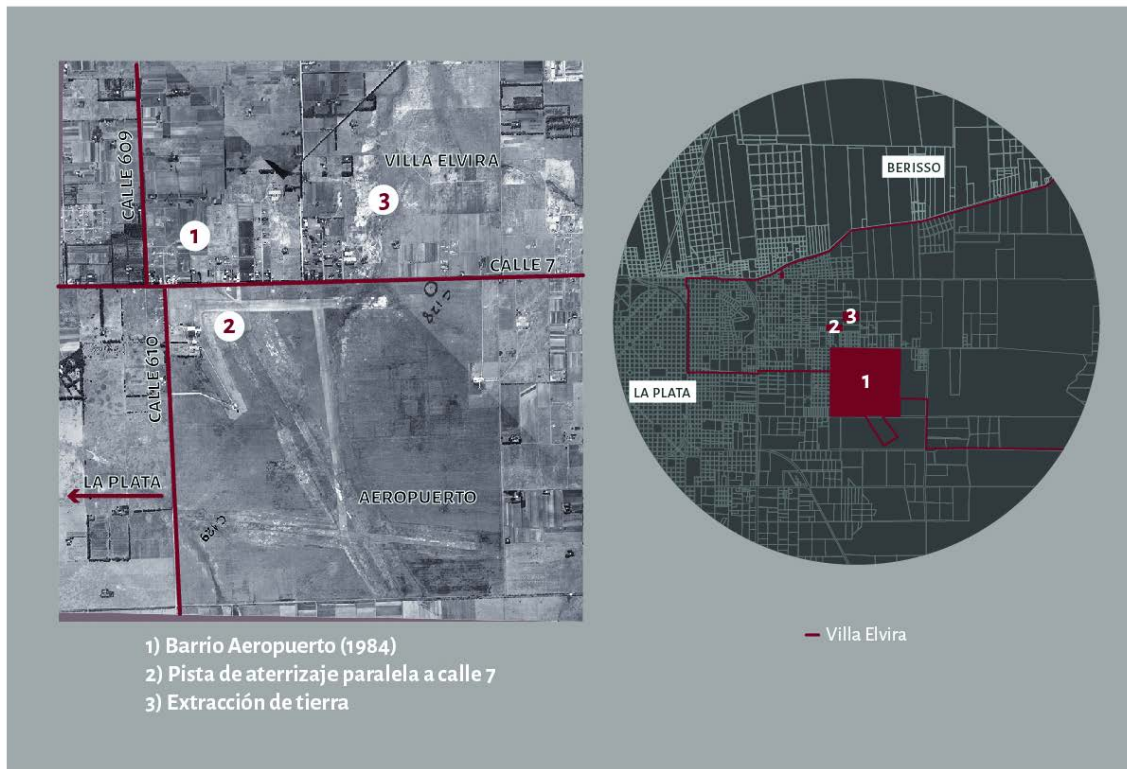 CALLE 609
VILLA ELVIRA
3
1
CALLE 7
2
CALLE 610
LA PLATA
AEROPUERTO
1) Barrio Aeropuerto (1984)
2) Pista de aterrizaje paralela a calle 7
3) Extracción de tierra
BERISSO
3
2
1
LA PLATA
Villa Elvira